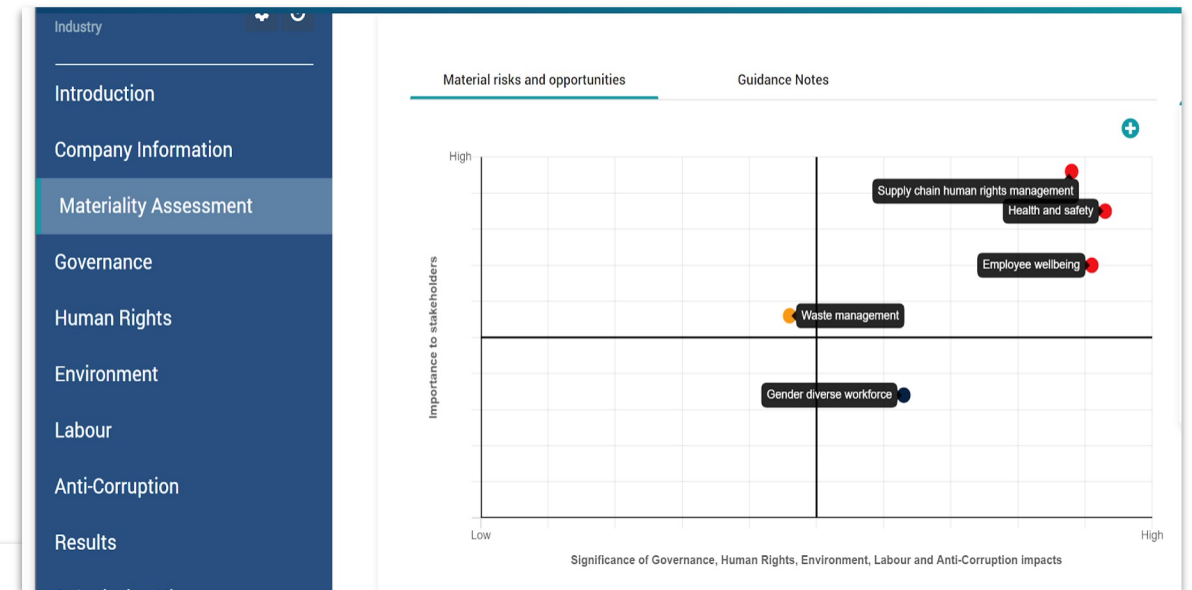 Industry
Introduction
Company Information
Materiality Assessment
Governance
Human Rights
Environment
Labour
Anti-Corruption
Results
Material risks and opportunities
Guidance Notes
High
Supply chain human rights management
Health and safety
Employee wellbeing
Waste management
Gender diverse workforce
Importance to stakeholders
Low
High
Significance of Governance, Human Rights, Environment, Labour and Anti-Corruption impacts